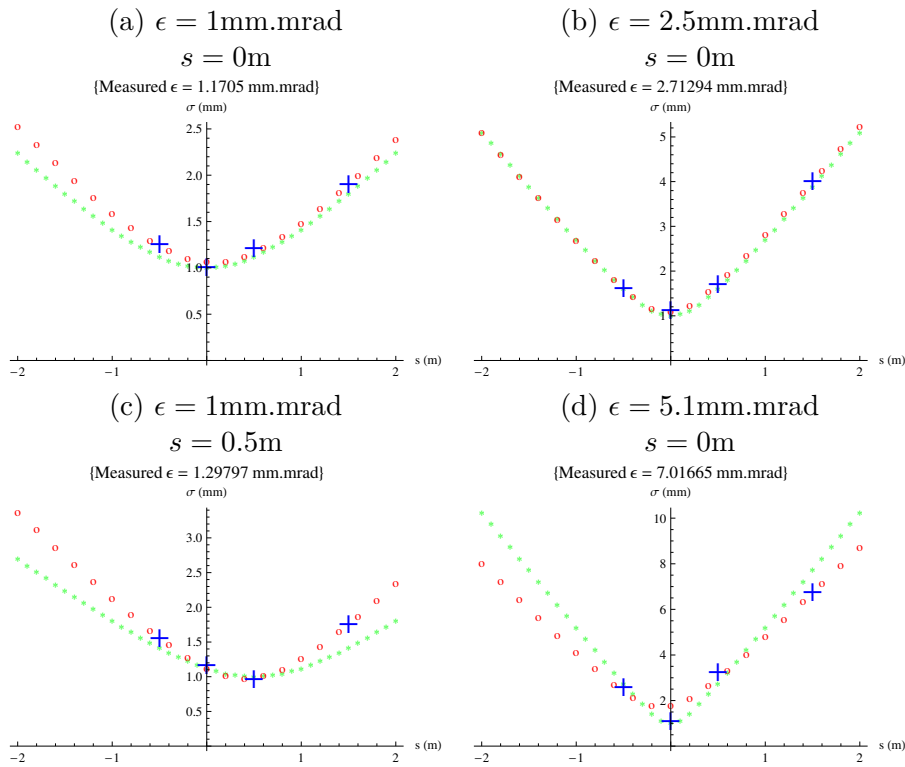 (a) ϵ = 1mm.mrad
s = 0m
{Measured ϵ = 1.1705 mm.mrad}
σ (mm)
2.5
2.0
1.5
1.0
0.5
−2 −1 1 2 s (m)
(b) ϵ = 2.5mm.mrad
s = 0m
{Measured ϵ = 2.71294 mm.mrad}
σ (mm)
5
4
3
2
1
−2 −1 1 2 s (m)
(c) ϵ = 1mm.mrad
s = 0.5m
{Measured ϵ = 1.29797 mm.mrad}
σ (mm)
3.0
2.5
2.0
1.5
1.0
0.5
−2 −1 1 2 s (m)
(d) ϵ = 5.1mm.mrad
s = 0m
{Measured ϵ = 7.01665 mm.mrad}
σ (mm)
10
8
6
4
2
−2 −1 1 2 s (m)